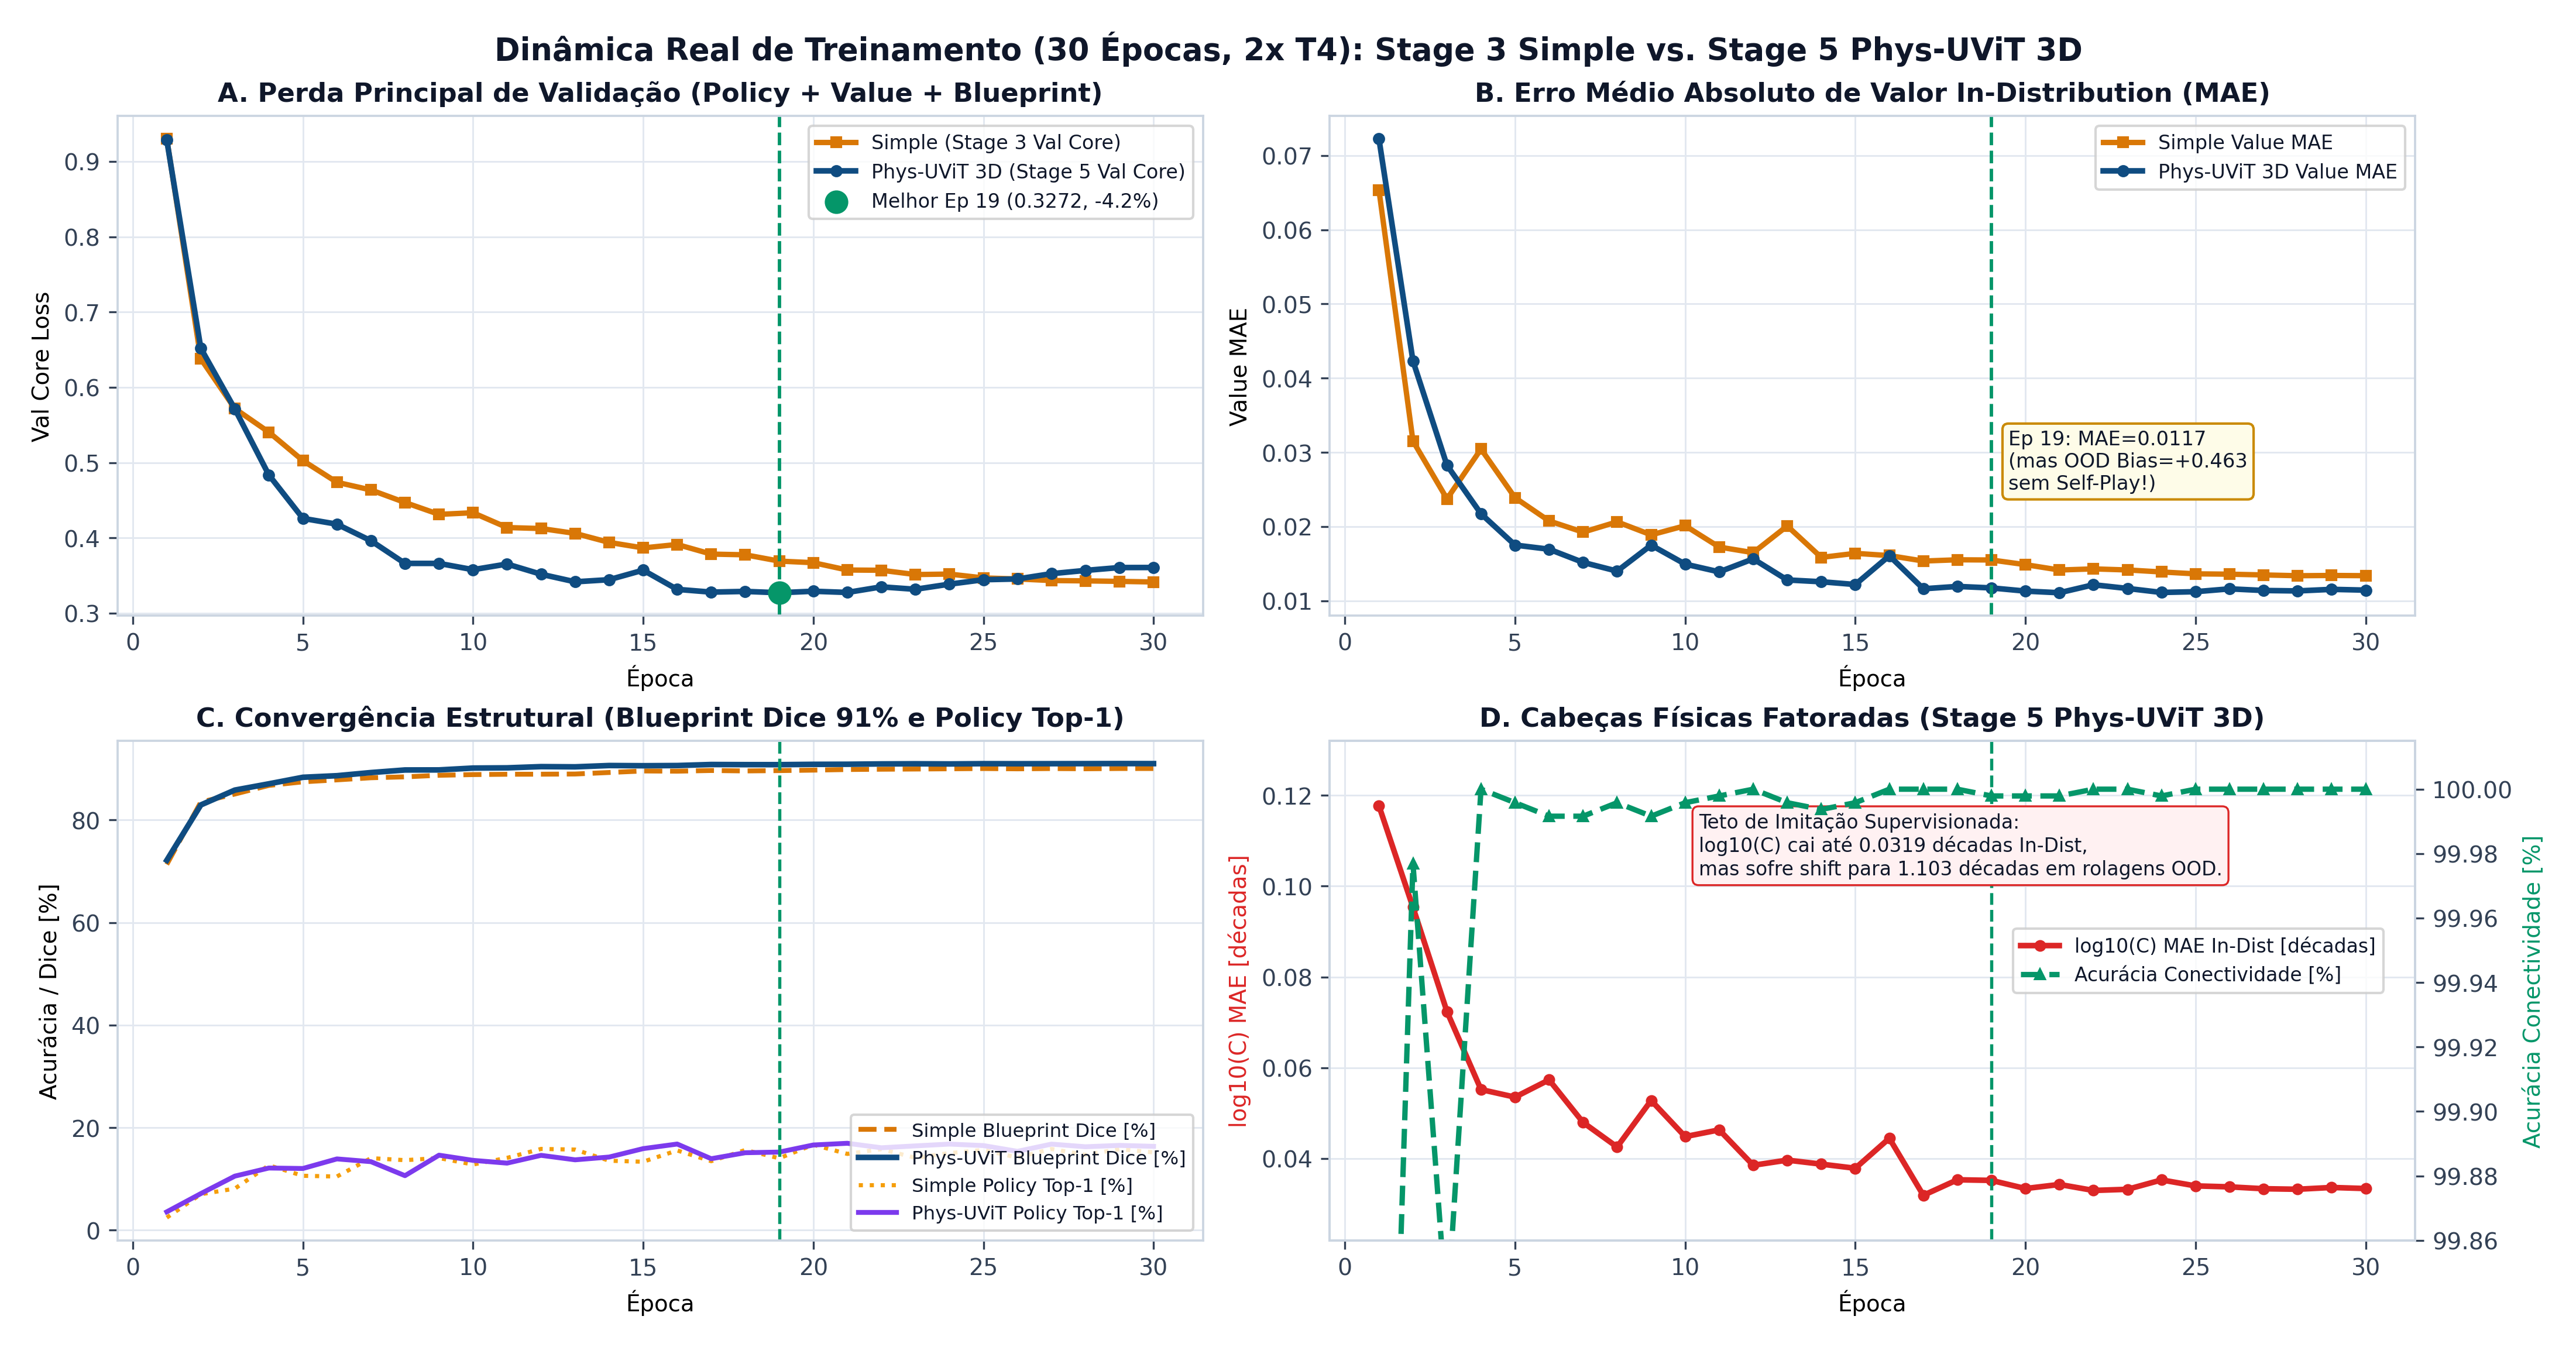 Dinâmica Real de Treinamento (30 Épocas, 2x T4): Stage 3 Simple vs. Stage 5 Phys-UViT 3D
A. Perda Principal de Validação (Policy + Value + Blueprint)
Val Core Loss
0.9
0.8
0.7
0.6
0.5
0.4
0.3
Simple (Stage 3 Val Core)
Phys-UViT 3D (Stage 5 Val Core)
Melhor Ep 19 (0.3272, -4.2%)
0 5 10 15 20 25 30
Época
B. Erro Médio Absoluto de Valor In-Distribution (MAE)
Value MAE
0.07
0.06
0.05
0.04
0.03
0.02
0.01
Simple Value MAE
Phys-UViT 3D Value MAE
Ep 19: MAE=0.0117
(mas OOD Bias=+0.463
sem Self-Play!)
0 5 10 15 20 25 30
Época
C. Convergência Estrutural (Blueprint Dice 91% e Policy Top-1)
Acurácia / Dice [%]
80
60
40
20
0
Simple Blueprint Dice [%]
Phys-UViT Blueprint Dice [%]
Simple Policy Top-1 [%]
Phys-UViT Policy Top-1 [%]
0 5 10 15 20 25 30
Época
D. Cabeças Físicas Fatoradas (Stage 5 Phys-UViT 3D)
log10(C) MAE [décadas]
0.12
0.10
0.08
0.06
0.04
Teto de Imitação Supervisionada:
log10(C) cai até 0.0319 décadas In-Dist,
mas sofre shift para 1.103 décadas em rolagens OOD.
log10(C) MAE In-Dist [décadas]
Acurácia Conectividade [%]
100.00
99.98
99.96
99.94
99.92
99.90
99.88
99.86
Acurácia Conectividade [%]
0 5 10 15 20 25 30
Época